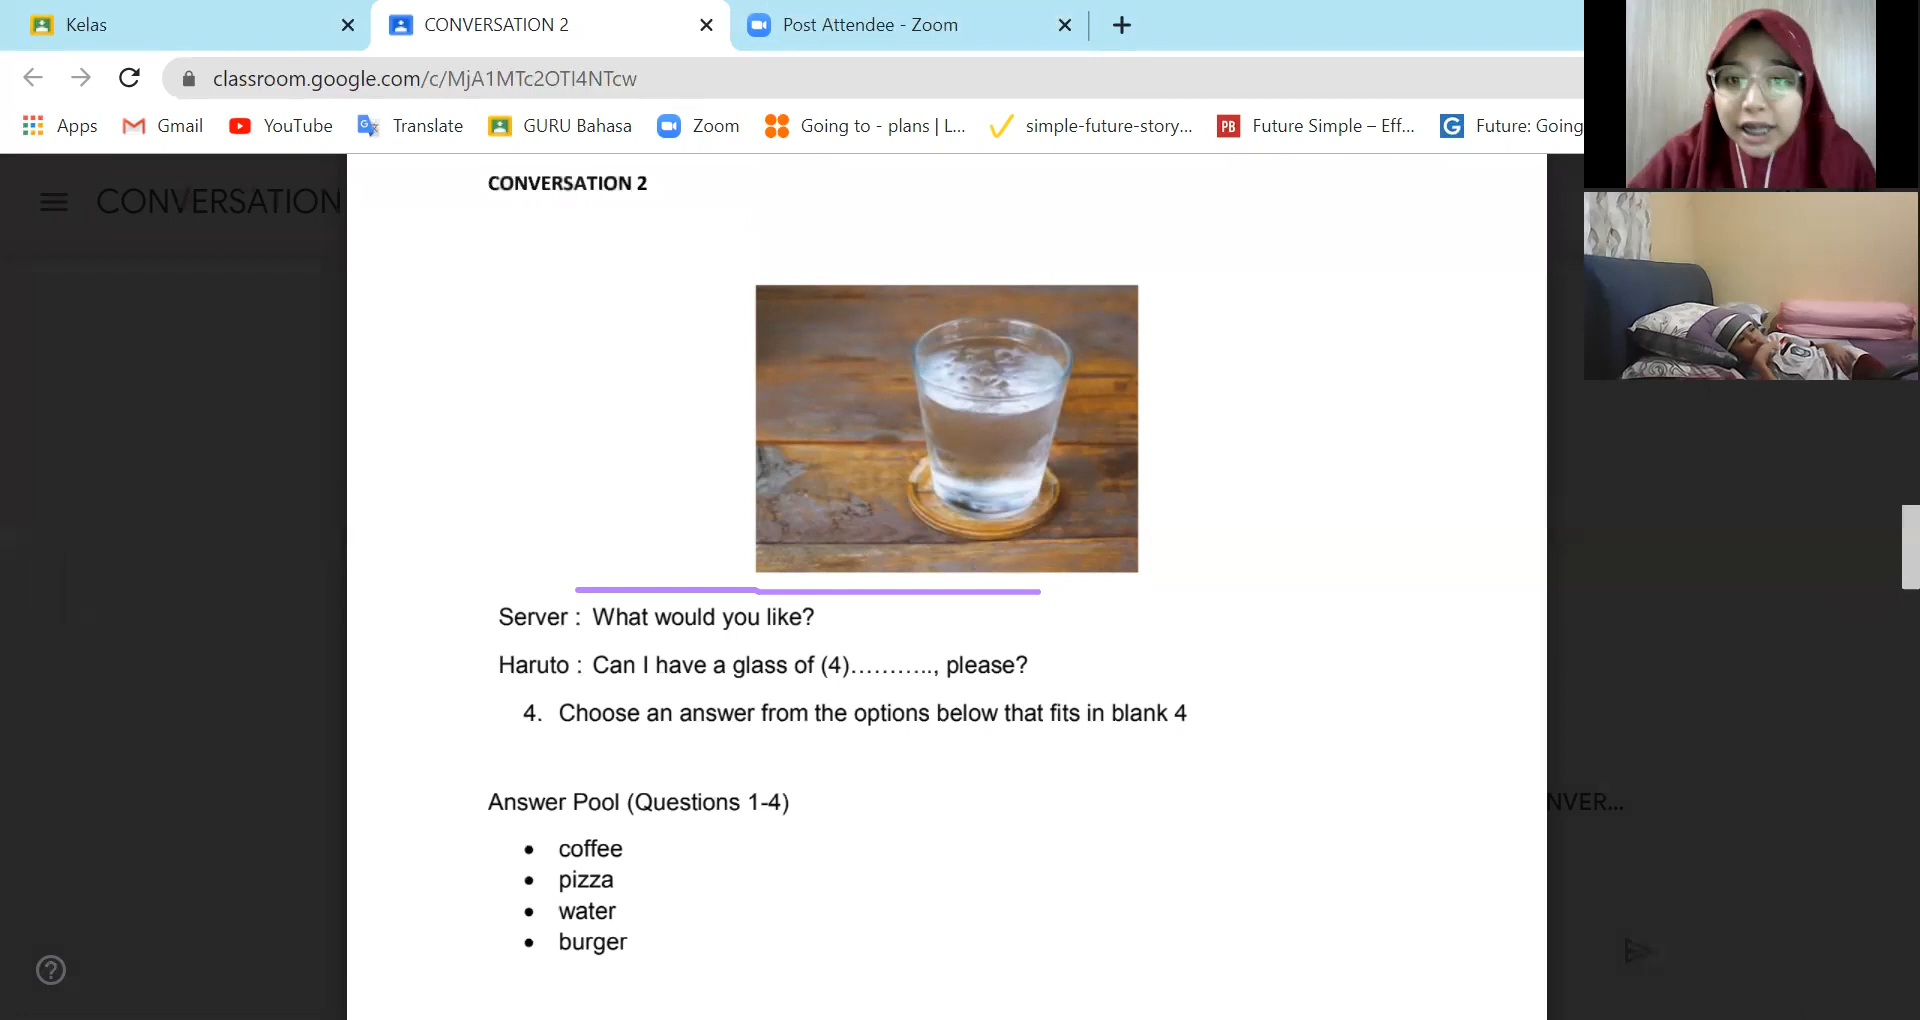 Kelas
CONVERSATION 2
Post Attendee - Zoom
classroom.google.com/c/MjA1MTc2OTI4NTcw
Apps
Gmail
YouTube
Translate
GURU Bahasa
Zoom
Going to - plans | L...
simple-future-story...
PB
Future Simple – Eff...
G
Future: Going
CONVERSATION
CONVERSATION 2
Server : What would you like?
Haruto : Can I have a glass of (4)……….., please?
4. Choose an answer from the options below that fits in blank 4
Answer Pool (Questions 1-4)
NVER...
• coffee
• pizza
• water
• burger